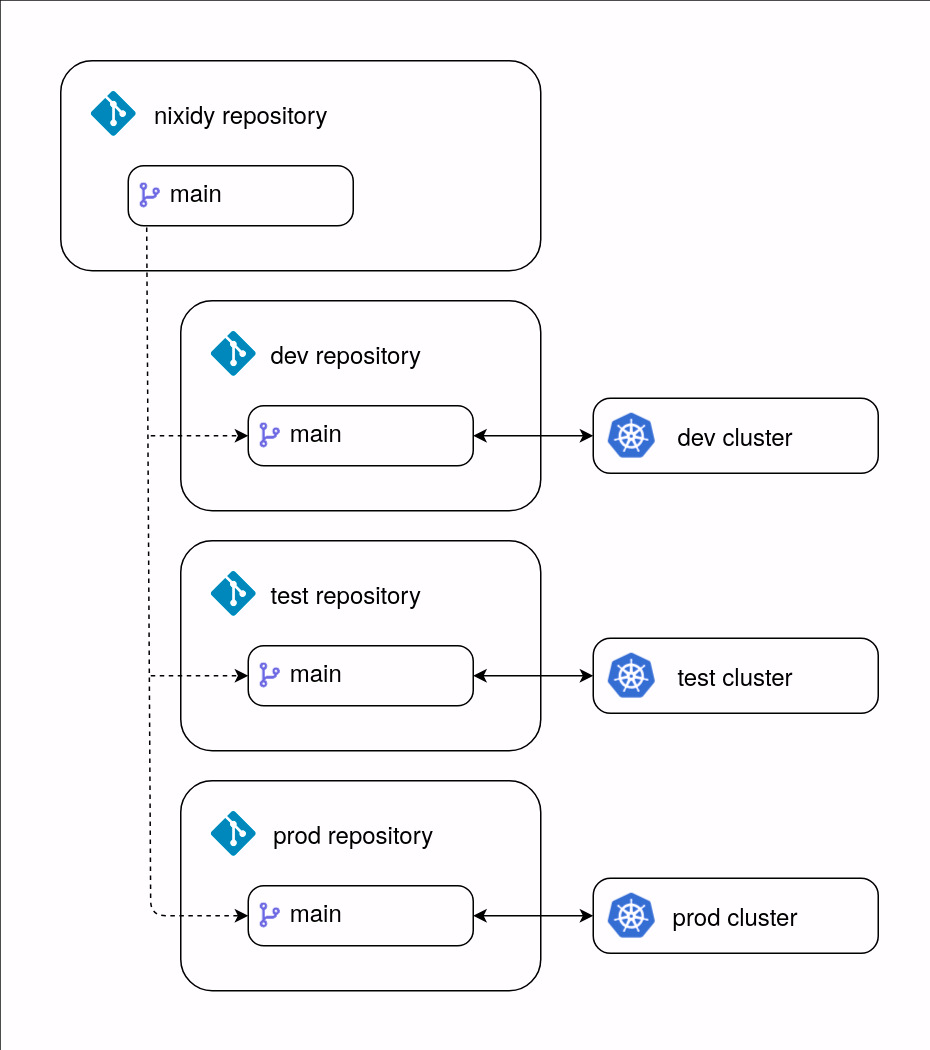 nixidy repository
main
dev repository
main
dev cluster
test repository
main
test cluster
prod repository
main
prod cluster